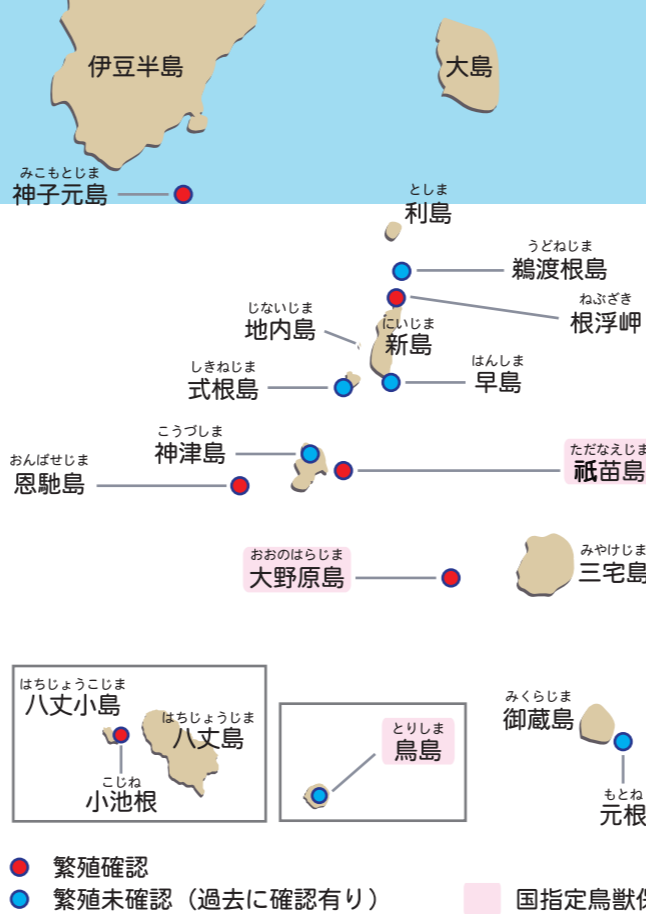 伊豆半島
大島
みこもとじま
神子元島
としま
利島
うどねじま
鵜渡根島
ねぶざき
根浮岬
じないじま
地内島
にいじま
新島
しきねじま
式根島
はんしま
早島
こうづしま
神津島
おんばせじま
恩馳島
ただなえじま
祇苗島
おおのはらじま
大野原島
みやけじま
三宅島
はちじょうこじま
八丈小島
はちじょうじま
八丈島
こじね
小池根
とりしま
鳥島
みくらじま
御蔵島
もとね
元根
繁殖確認
繁殖未確認（過去に確認有り）
国指定鳥獣保